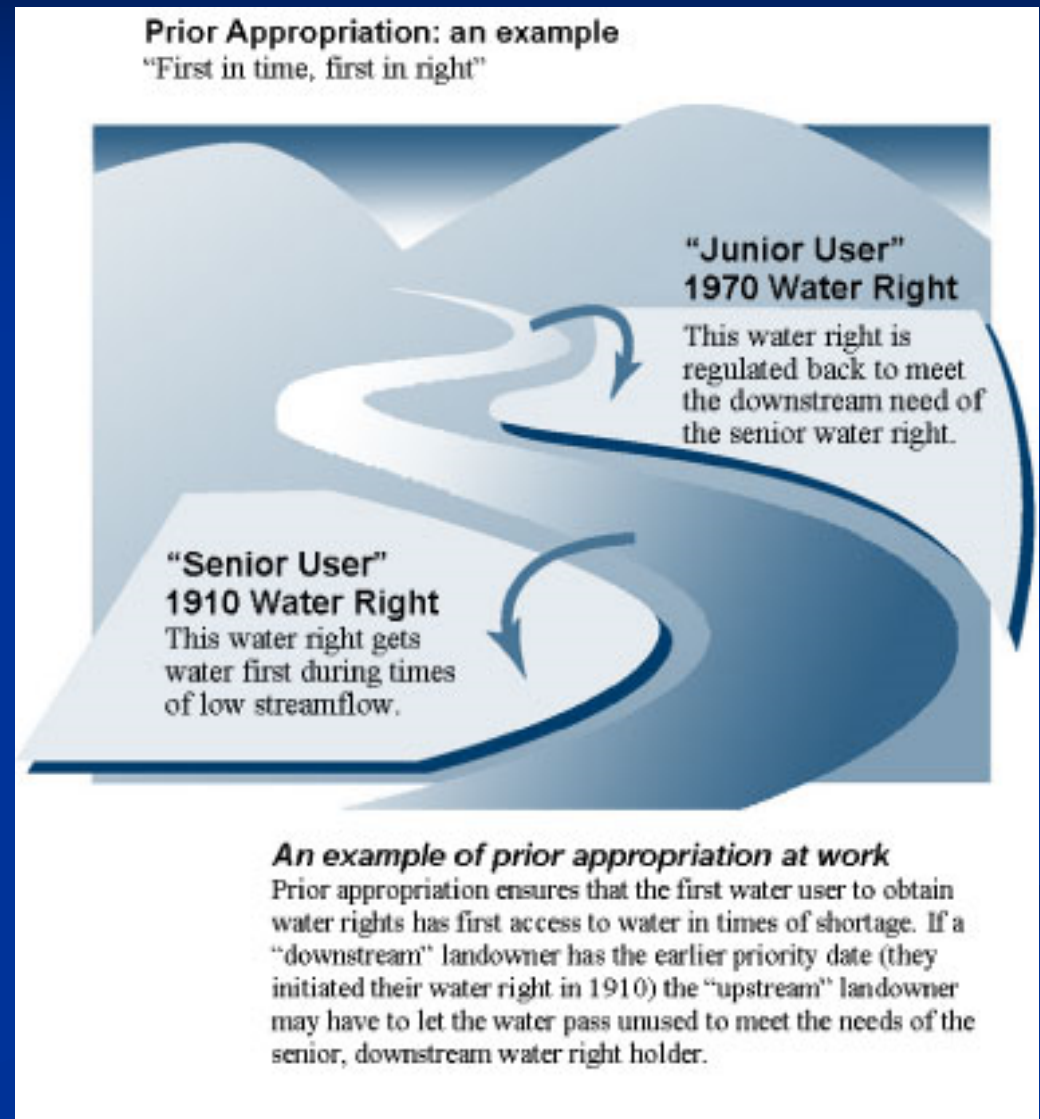 Prior Appropriation: an example
“First in time, first in right”
“Junior User”
1970 Water Right
This water right is
regulated back to meet
the downstream need of
the senior water right.
“Senior User”
1910 Water Right
This water right gets
water first during times
of low streamflow.
An example of prior appropriation at work
Prior appropriation ensures that the first water user to obtain
water rights has first access to water in times of shortage. If a
“downstream” landowner has the earlier priority date (they
initiated their water right in 1910) the “upstream” landowner
may have to let the water pass unused to meet the needs of the
senior, downstream water right holder.